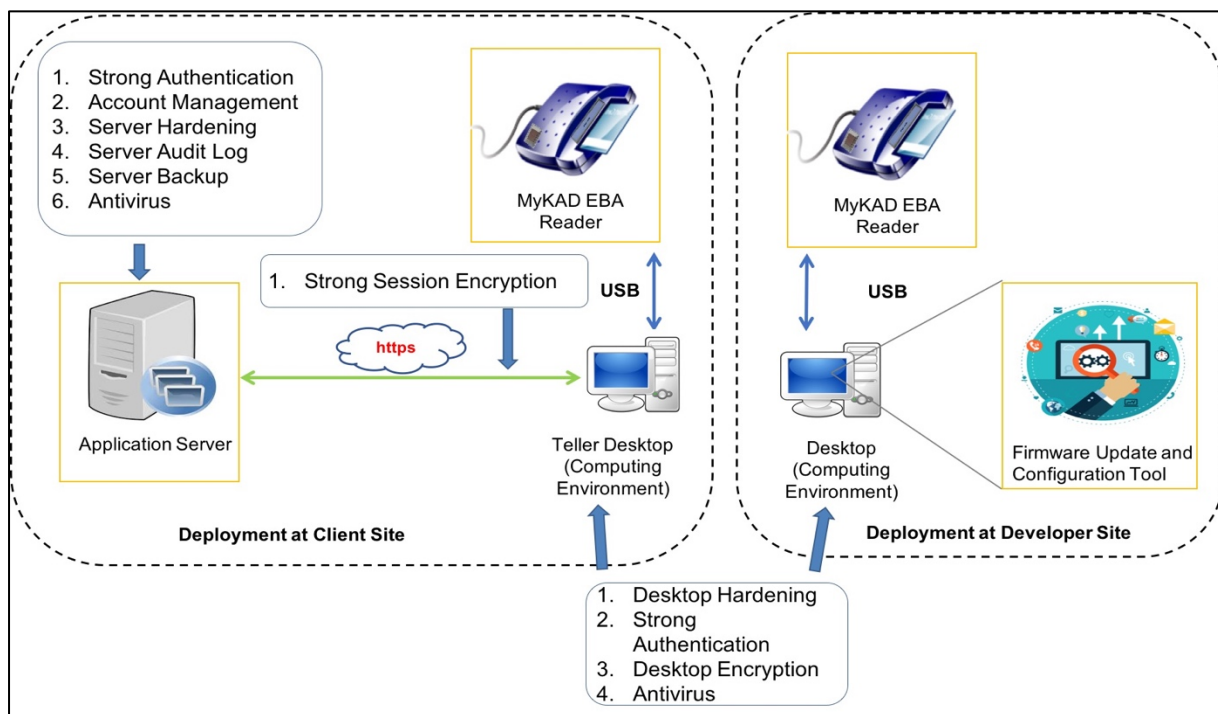 1. Strong Authentication
2. Account Management
3. Server Hardening
4. Server Audit Log
5. Server Backup
6. Antivirus
MyKAD EBA
Reader
1. Strong Session Encryption
USB
https
Application Server
Teller Desktop
(Computing
Environment)
Deployment at Client Site
MyKAD EBA
Reader
USB
Desktop
(Computing
Environment)
Firmware Update and
Configuration Tool
Deployment at Developer Site
1. Desktop Hardening
2. Strong
Authentication
3. Desktop Encryption
4. Antivirus